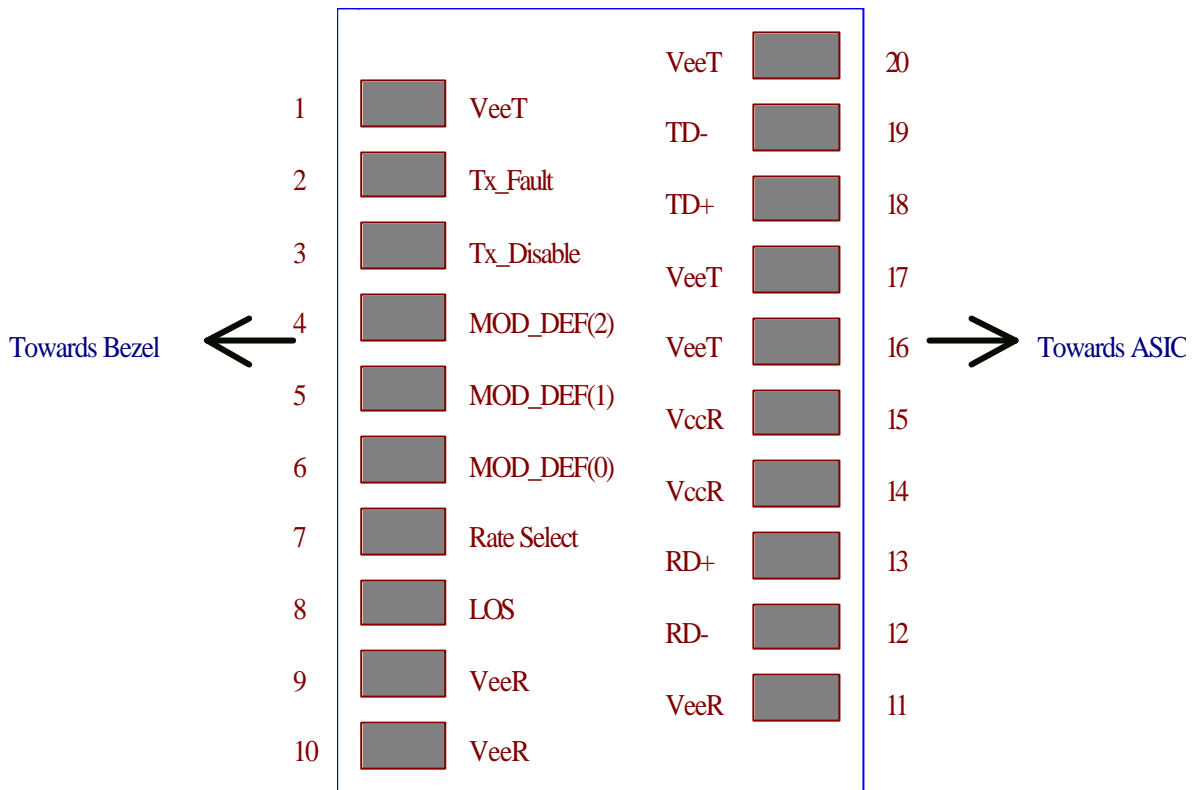 VeeT 20
1 VeeT
TD- 19
2 Tx_Fault
TD+ 18
3 Tx_Disable
VeeT 17
4 MOD_DEF(2)
Towards Bezel
VeeT 16
Towards ASIC
5 MOD_DEF(1)
VccR 15
6 MOD_DEF(0)
VccR 14
7 Rate Select
RD+ 13
8 LOS
RD- 12
9 VeeR
VeeR 11
10 VeeR